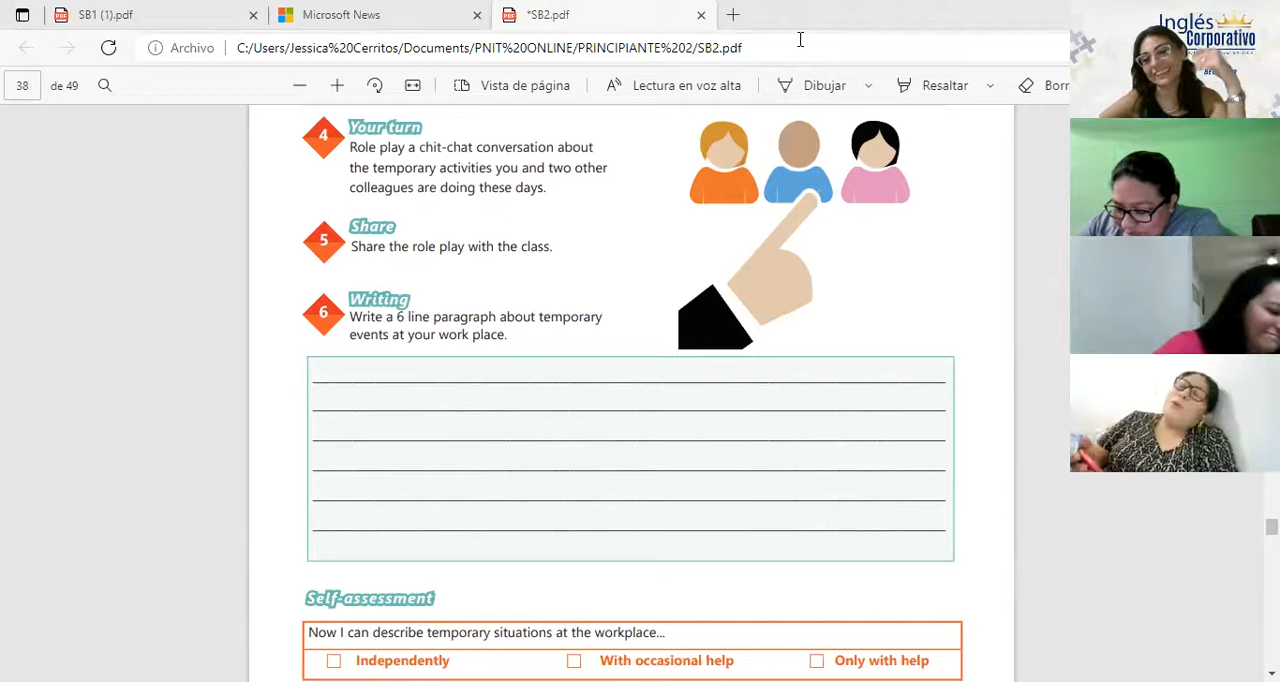 SB1 (1).pdf
Microsoft News
*SB2.pdf
Archivo
C:/Users/Jessica%20Cerritos/Documents/PNIT%20ONLINE/PRINCIPIANTE%202/SB2.pdf
38 de 49
Vista de página
Lectura en voz alta
Dibujar
Resaltar
Borr
Inglés
Corporativo
4
Your turn
Role play a chit-chat conversation about
the temporary activities you and two other
colleagues are doing these days.
5
Share
Share the role play with the class.
6
Writing
Write a 6 line paragraph about temporary
events at your work place.
Self-assessment
Now I can describe temporary situations at the workplace...
Independently
With occasional help
Only with help